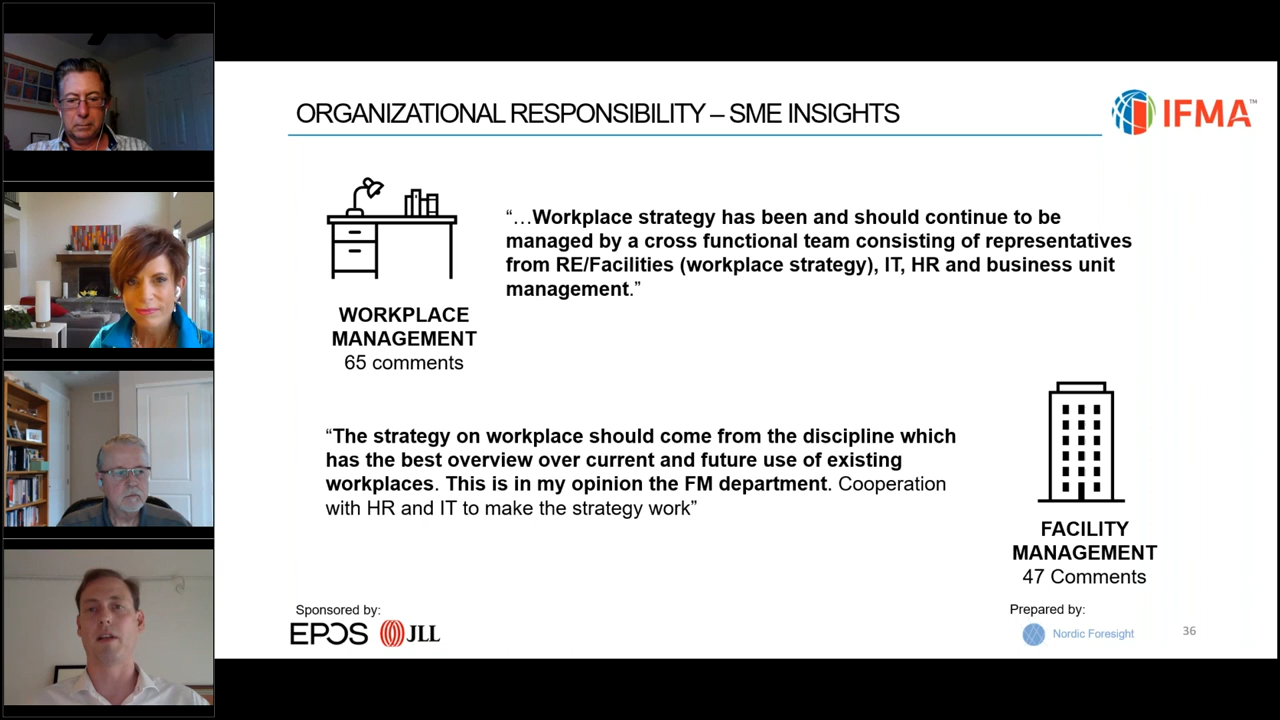 ORGANIZATIONAL RESPONSIBILITY – SME INSIGHTS
IFMA™
“…Workplace strategy has been and should continue to be
managed by a cross functional team consisting of representatives
from RE/Facilities (workplace strategy), IT, HR and business unit
management.”
WORKPLACE
MANAGEMENT
65 comments
“The strategy on workplace should come from the discipline which
has the best overview over current and future use of existing
workplaces. This is in my opinion the FM department. Cooperation
with HR and IT to make the strategy work”
FACILITY
MANAGEMENT
47 Comments
Sponsored by:
EPOS JLL
Prepared by:
Nordic Foresight
36